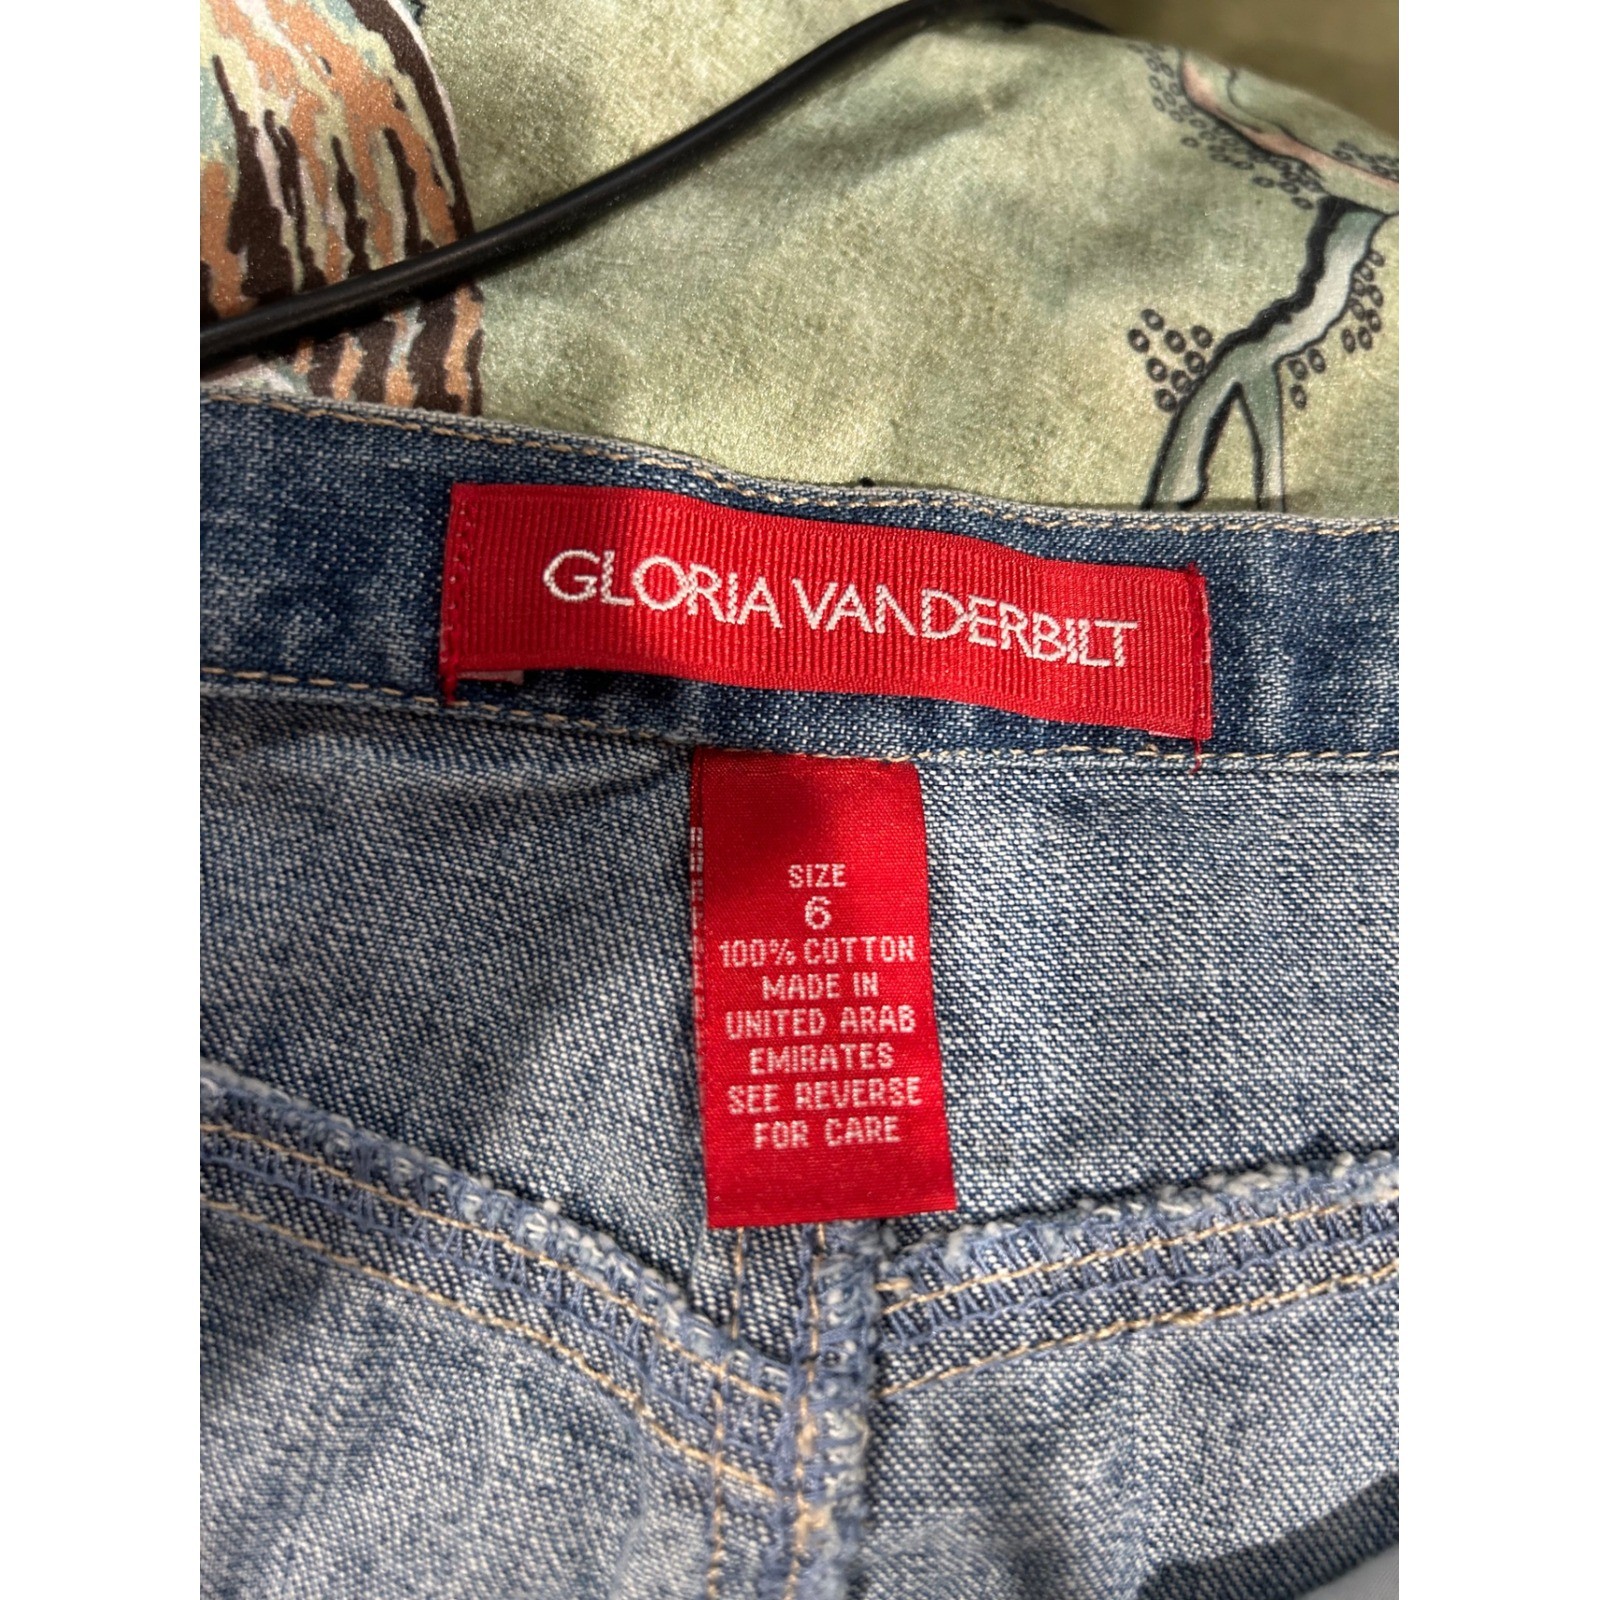 GLORIA VANDERBILT
SIZE
6
100% COTTON
MADE IN
UNITED ARAB
EMIRATES
SEE REVERSE
FOR CARE